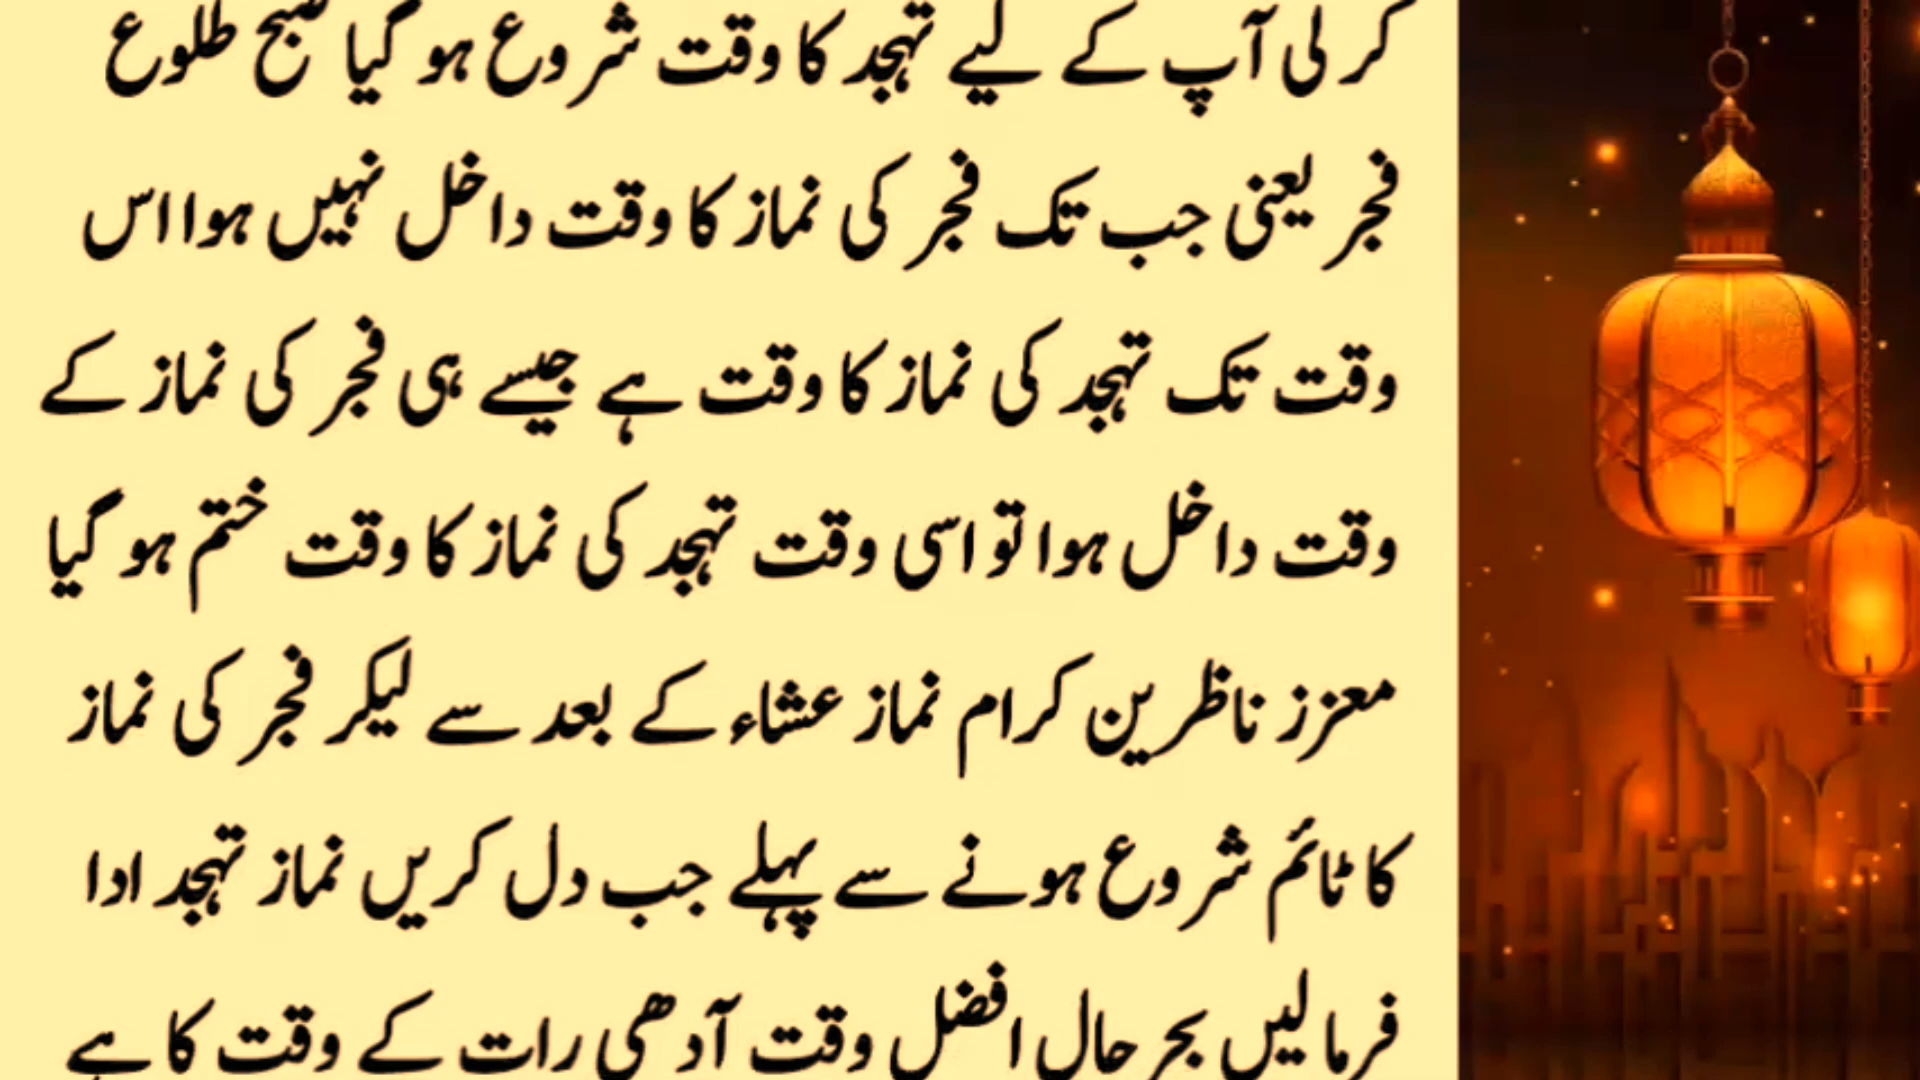 کر لی آپ کے لیے تہجد کا وقت شروع ہو گیا صبح طلوع
فجر یعنی جب تک فجر کی نماز کا وقت داخل نہیں ہوا اس
وقت تک تہجد کی نماز کا وقت ہے جیسے ہی فجر کی نماز کے
وقت داخل ہوا تو اسی وقت تہجد کی نماز کا وقت ختم ہو گیا
معزز ناظرین کرام نماز عشاء کے بعد سے لیکر فجر کی نماز
کا ٹائم شروع ہونے سے پہلے جب دل کریں نماز تہجد ادا
فرما لیں بحر حال افضل وقت آدھی رات کے وقت کا ہے